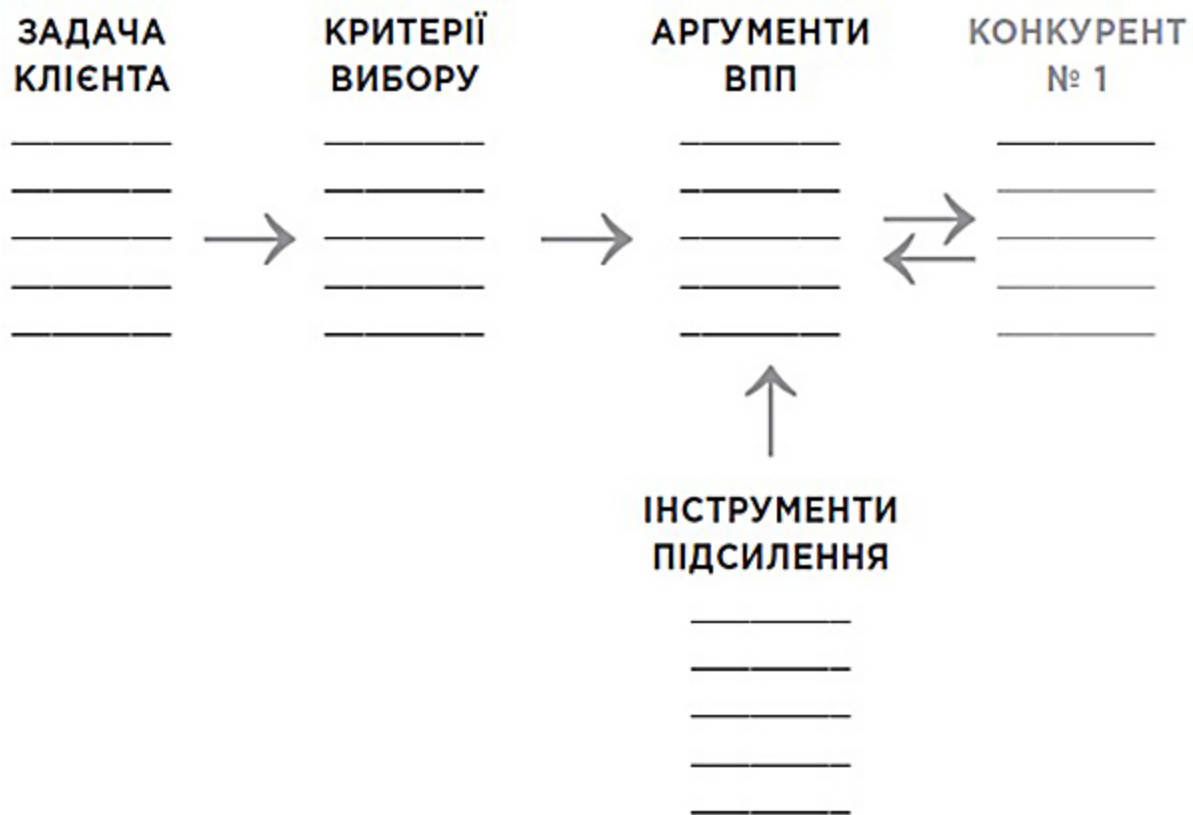 ЗАДАЧА
КЛІЄНТА
КРИТЕРІЇ
ВИБОРУ
АРГУМЕНТИ
ВПП
КОНКУРЕНТ
№ 1
ІНСТРУМЕНТИ
ПІДСИЛЕННЯ